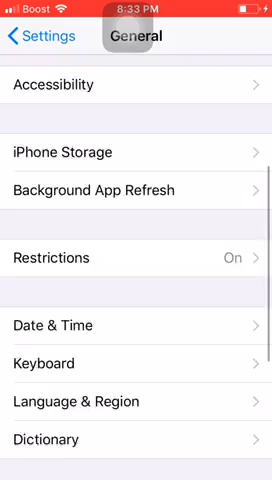 Boost 8:33 PM
Settings General
Accessibility
iPhone Storage
Background App Refresh
Restrictions On
Date & Time
Keyboard
Language & Region
Dictionary